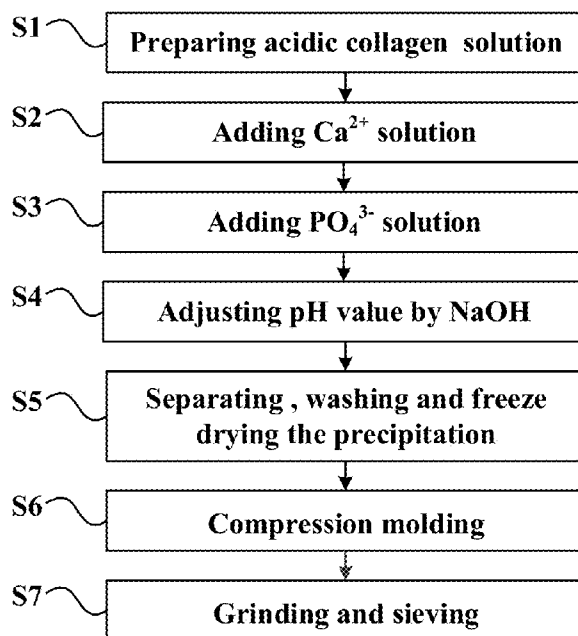 S1
Preparing acidic collagen solution
S2
Adding Ca²⁺ solution
S3
Adding PO₄³⁻ solution
S4
Adjusting pH value by NaOH
S5
Separating , washing and freeze
drying the precipitation
S6
Compression molding
S7
Grinding and sieving